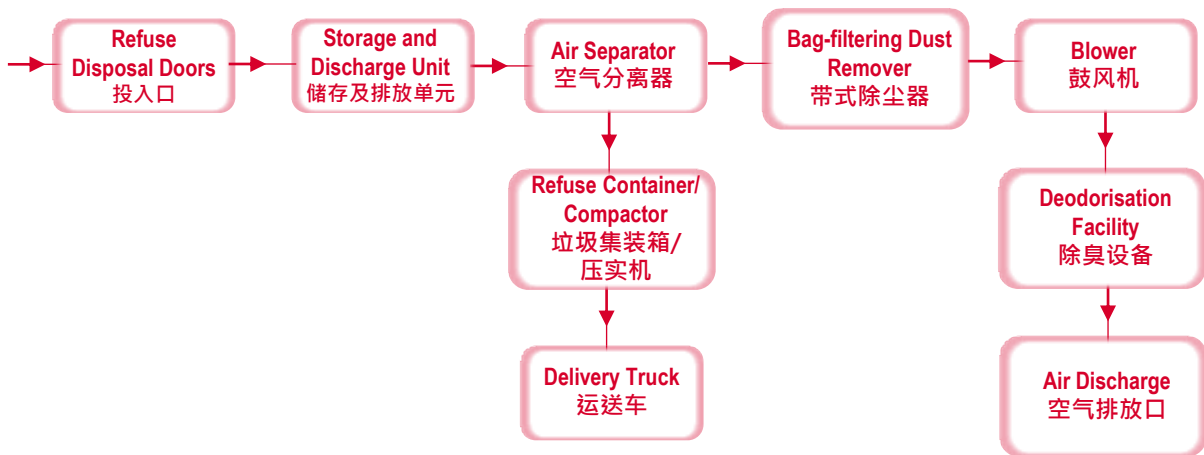 Refuse
Disposal Doors
投入口
Storage and
Discharge Unit
储存及排放单元
Air Separator
空气分离器
Bag-filtering Dust
Remover
带式除尘器
Blower
鼓风机
Refuse Container/
Compactor
垃圾集装箱/
压实机
Deodorisation
Facility
除臭设备
Delivery Truck
运送车
Air Discharge
空气排放口